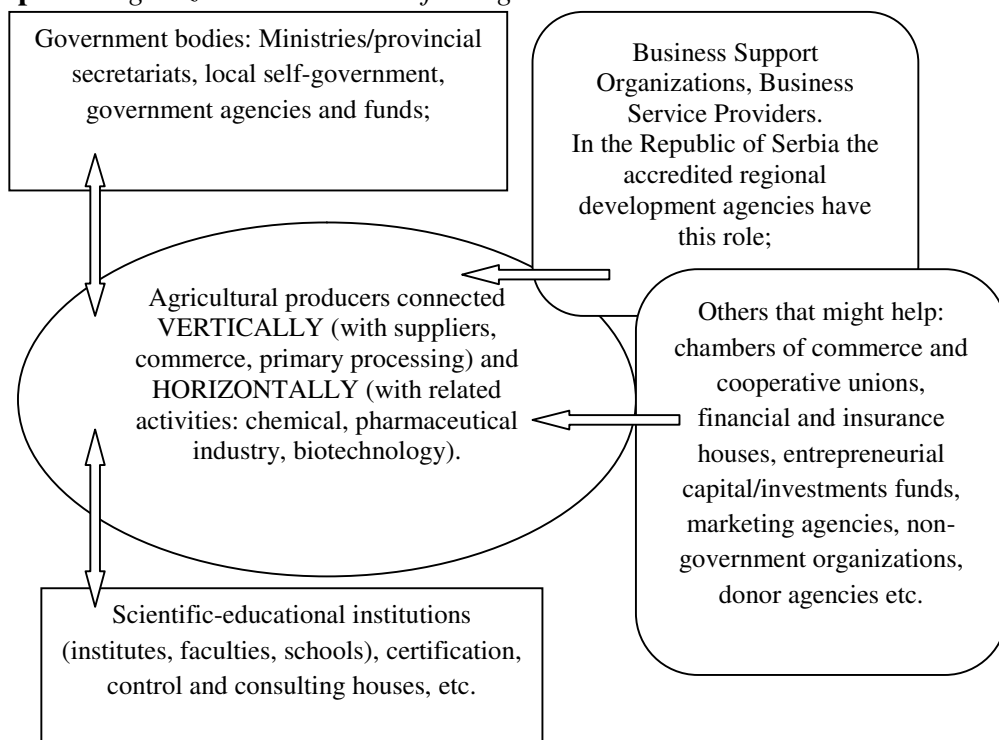 Government bodies: Ministries/provincial
secretariats, local self-government,
government agencies and funds;
Business Support
Organizations, Business
Service Providers.
In the Republic of Serbia the
accredited regional
development agencies have
this role;
Agricultural producers connected
VERTICALLY (with suppliers,
commerce, primary processing) and
HORIZONTALLY (with related
activities: chemical, pharmaceutical
industry, biotechnology).
Others that might help:
chambers of commerce and
cooperative unions,
financial and insurance
houses, entrepreneurial
capital/investments funds,
marketing agencies, non-
government organizations,
donor agencies etc.
Scientific-educational institutions
(institutes, faculties, schools), certification,
control and consulting houses, etc.